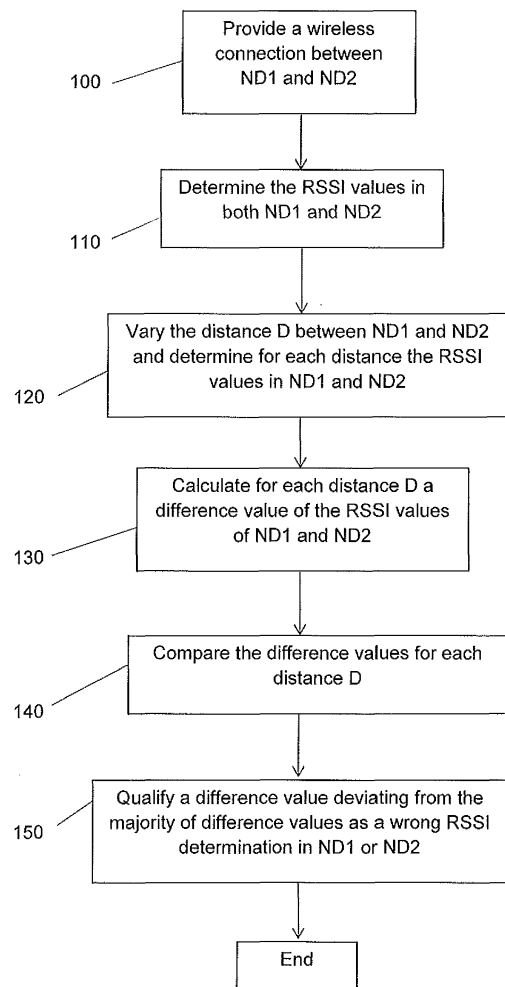 Provide a wireless
connection between
ND1 and ND2
100
Determine the RSSI values in
both ND1 and ND2
110
Vary the distance D between ND1 and ND2
and determine for each distance the RSSI
values in ND1 and ND2
120
Calculate for each distance D a
difference value of the RSSI values
of ND1 and ND2
130
Compare the difference values for each
distance D
140
Qualify a difference value deviating from the
majority of difference values as a wrong RSSI
determination in ND1 or ND2
150
End